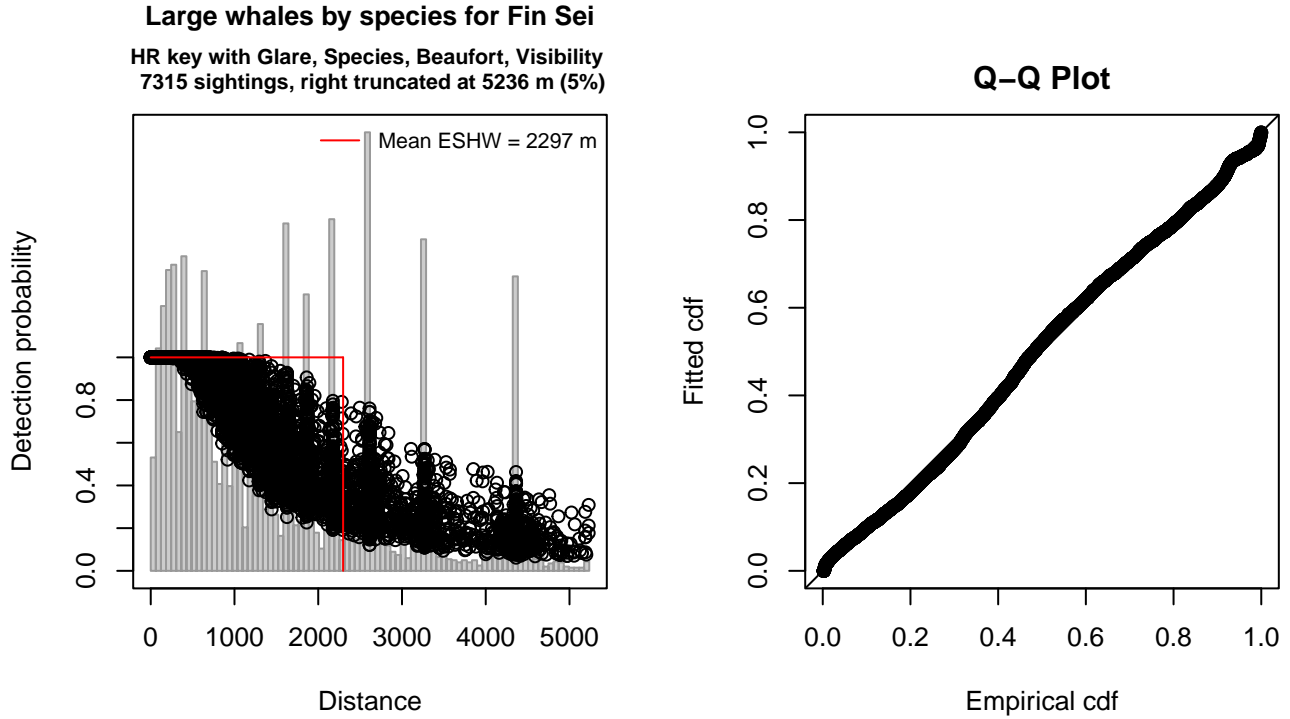 Large whales by species for Fin Sei
HR key with Glare, Species, Beaufort, Visibility
7315 sightings, right truncated at 5236 m (5%)
Mean ESHW = 2297 m
Detection probability
0.0
0.4
0.8
0 1000 2000 3000 4000 5000
Distance
Q−Q Plot
Fitted cdf
0.0
0.2
0.4
0.6
0.8
1.0
0.0 0.2 0.4 0.6 0.8 1.0
Empirical cdf